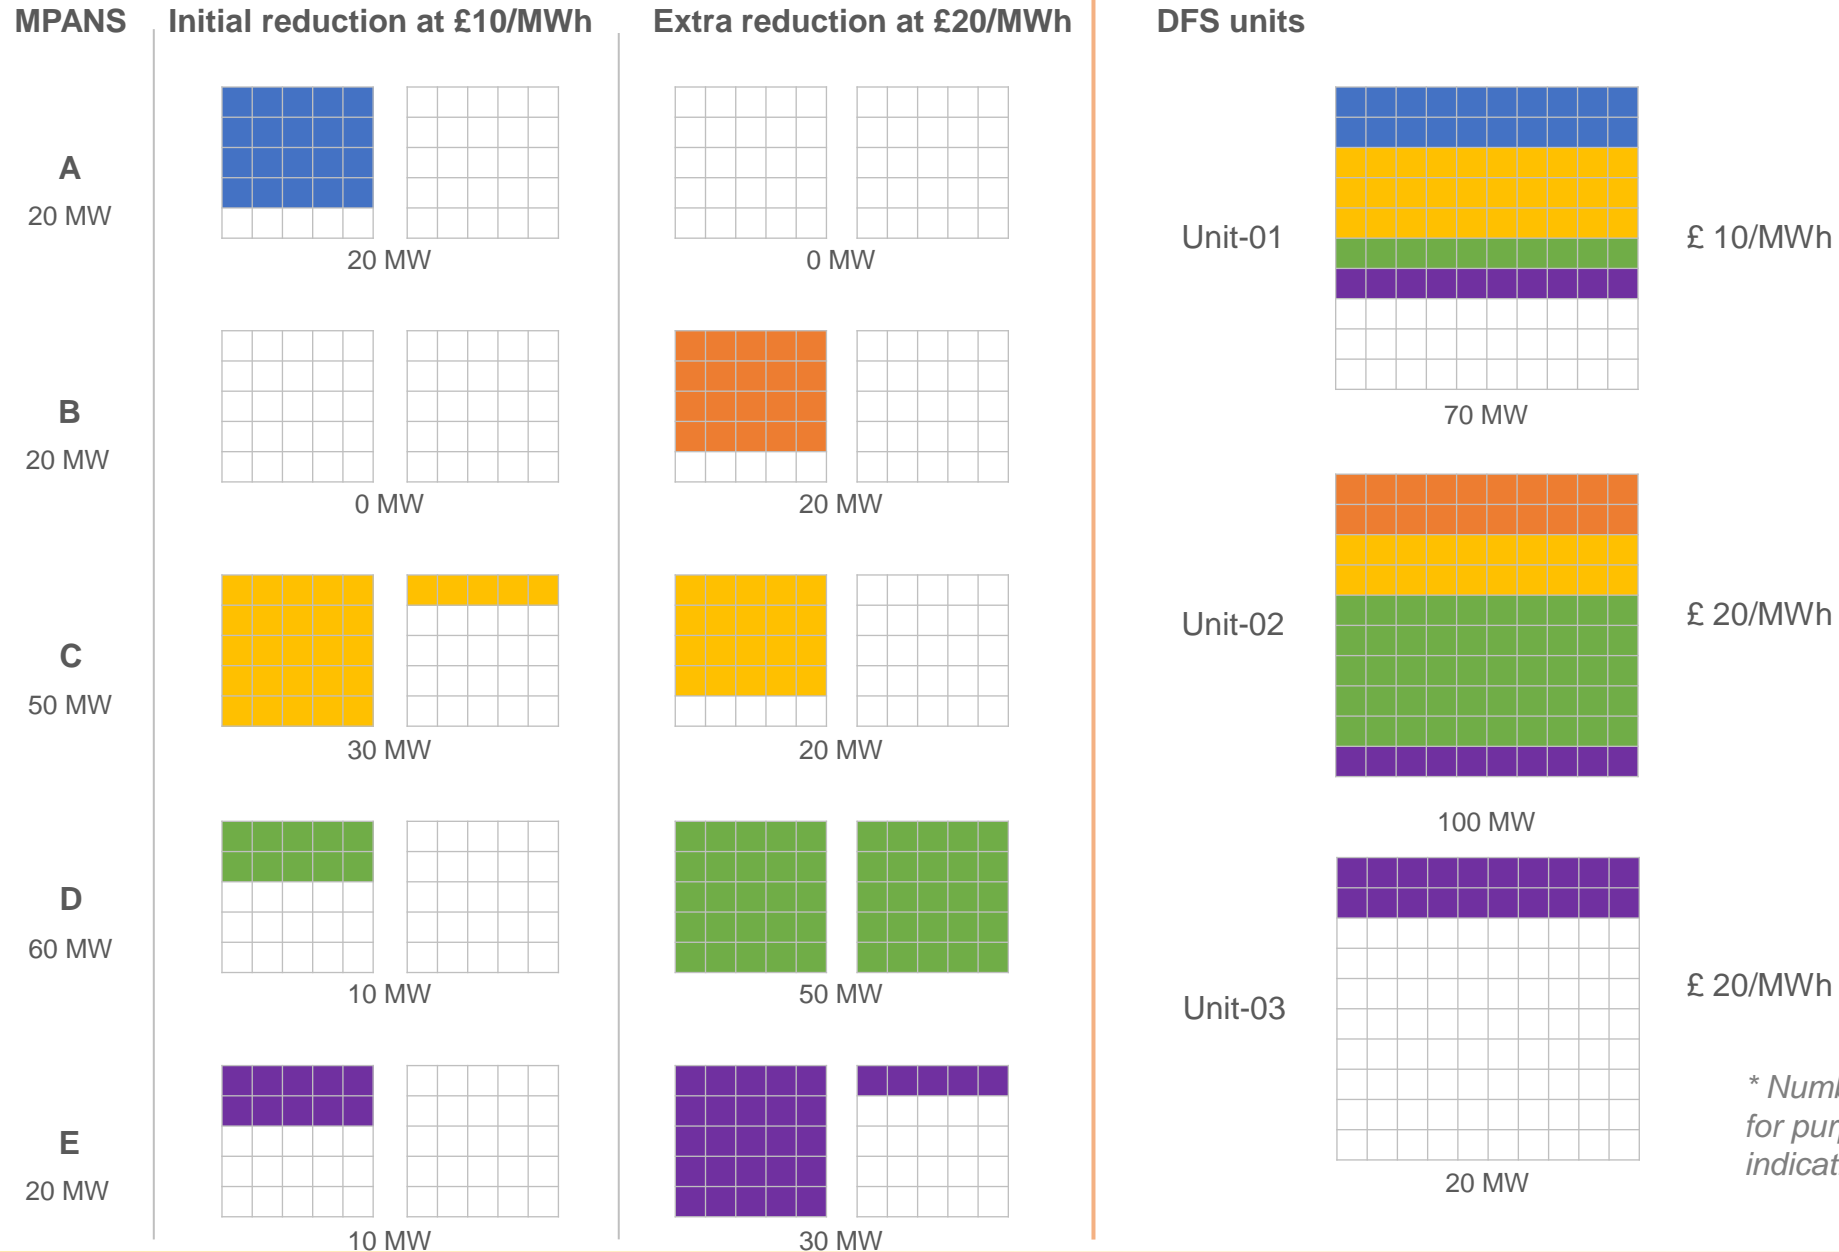 MPANS
Initial reduction at £10/MWh
Extra reduction at £20/MWh
DFS units
A
20 MW
20 MW
0 MW
B
20 MW
0 MW
20 MW
C
50 MW
30 MW
20 MW
D
60 MW
10 MW
50 MW
E
20 MW
10 MW
30 MW
Unit-01
£ 10/MWh
70 MW
Unit-02
£ 20/MWh
100 MW
Unit-03
£ 20/MWh
20 MW
*
for